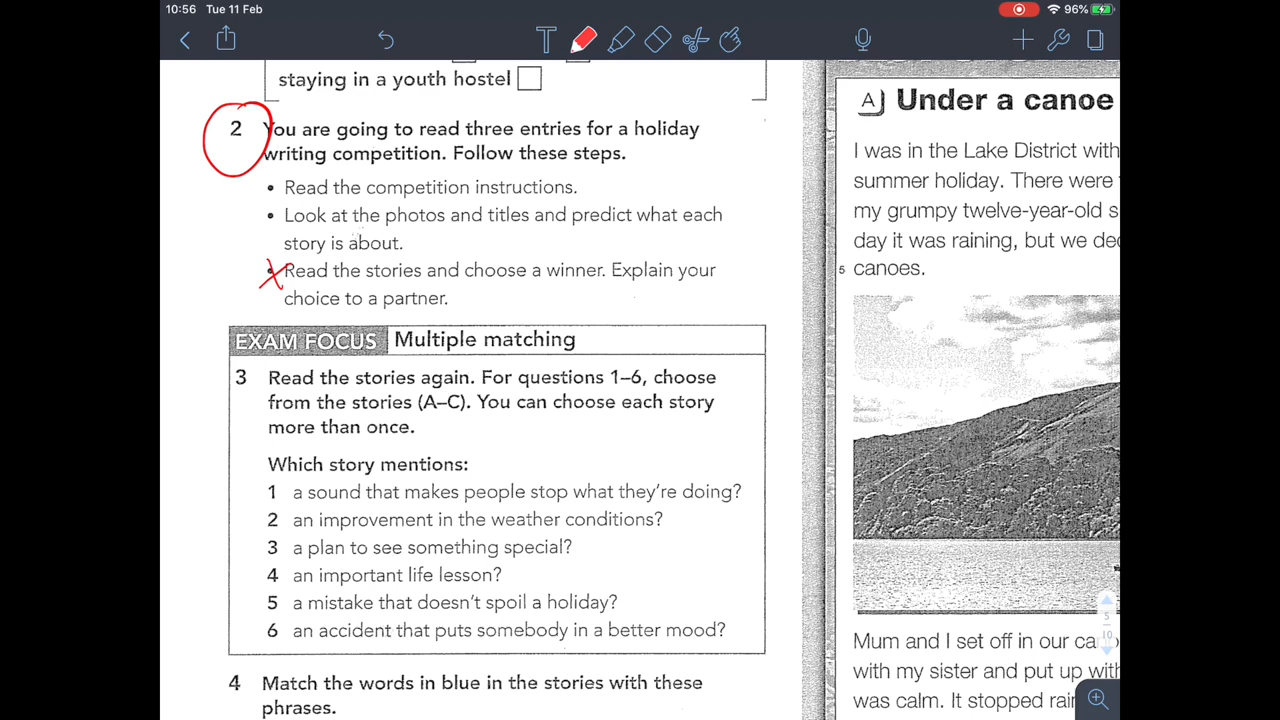 10:56 Tue 11 Feb
96%
T
staying in a youth hostel
2 You are going to read three entries for a holiday
writing competition. Follow these steps.
• Read the competition instructions.
• Look at the photos and titles and predict what each
story is about.
• Read the stories and choose a winner. Explain your
choice to a partner.
EXAM FOCUS Multiple matching
3 Read the stories again. For questions 1–6, choose
from the stories (A–C). You can choose each story
more than once.
Which story mentions:
1 a sound that makes people stop what they're doing?
2 an improvement in the weather conditions?
3 a plan to see something special?
4 an important life lesson?
5 a mistake that doesn't spoil a holiday?
6 an accident that puts somebody in a better mood?
4 Match the words in blue in the stories with these
phrases.
A Under a canoe
I was in the Lake District with
summer holiday. There were
my grumpy twelve-year-old s
day it was raining, but we dec
5 canoes.
Mum and I set off in our ca
with my sister and put up with
was calm. It stopped rai
5
10